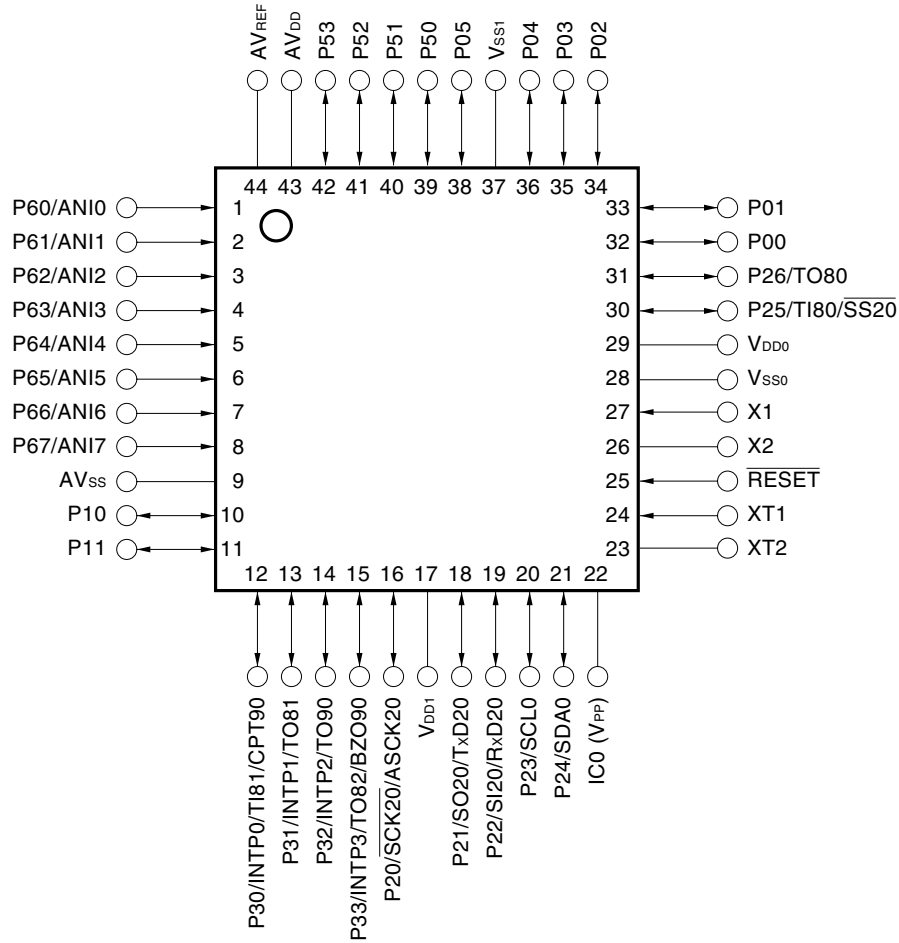 AVREF
AVDD
P53
P52
P51
P50
P05
VSS1
P04
P03
P02
44 43 42 41 40 39 38 37 36 35 34
P60/ANI0 1
P61/ANI1 2
P62/ANI2 3
P63/ANI3 4
P64/ANI4 5
P65/ANI5 6
P66/ANI6 7
P67/ANI7 8
AVSS 9
P10 10
P11 11
33 P01
32 P00
31 P26/TO80
30 P25/TI80/SS20
29 VDD0
28 VSS0
27 X1
26 X2
25 RESET
24 XT1
23 XT2
12 13 14 15 16 17 18 19 20 21 22
P30/INTP0/TI81/CPT90
P31/INTP1/TO81
P32/INTP2/TO90
P33/INTP3/TO82/BZO90
P20/SCK20/ASCK20
VDD1
P21/SO20/TxD20
P22/SI20/RxD20
P23/SCL0
P24/SDA0
IC0 (VPP)